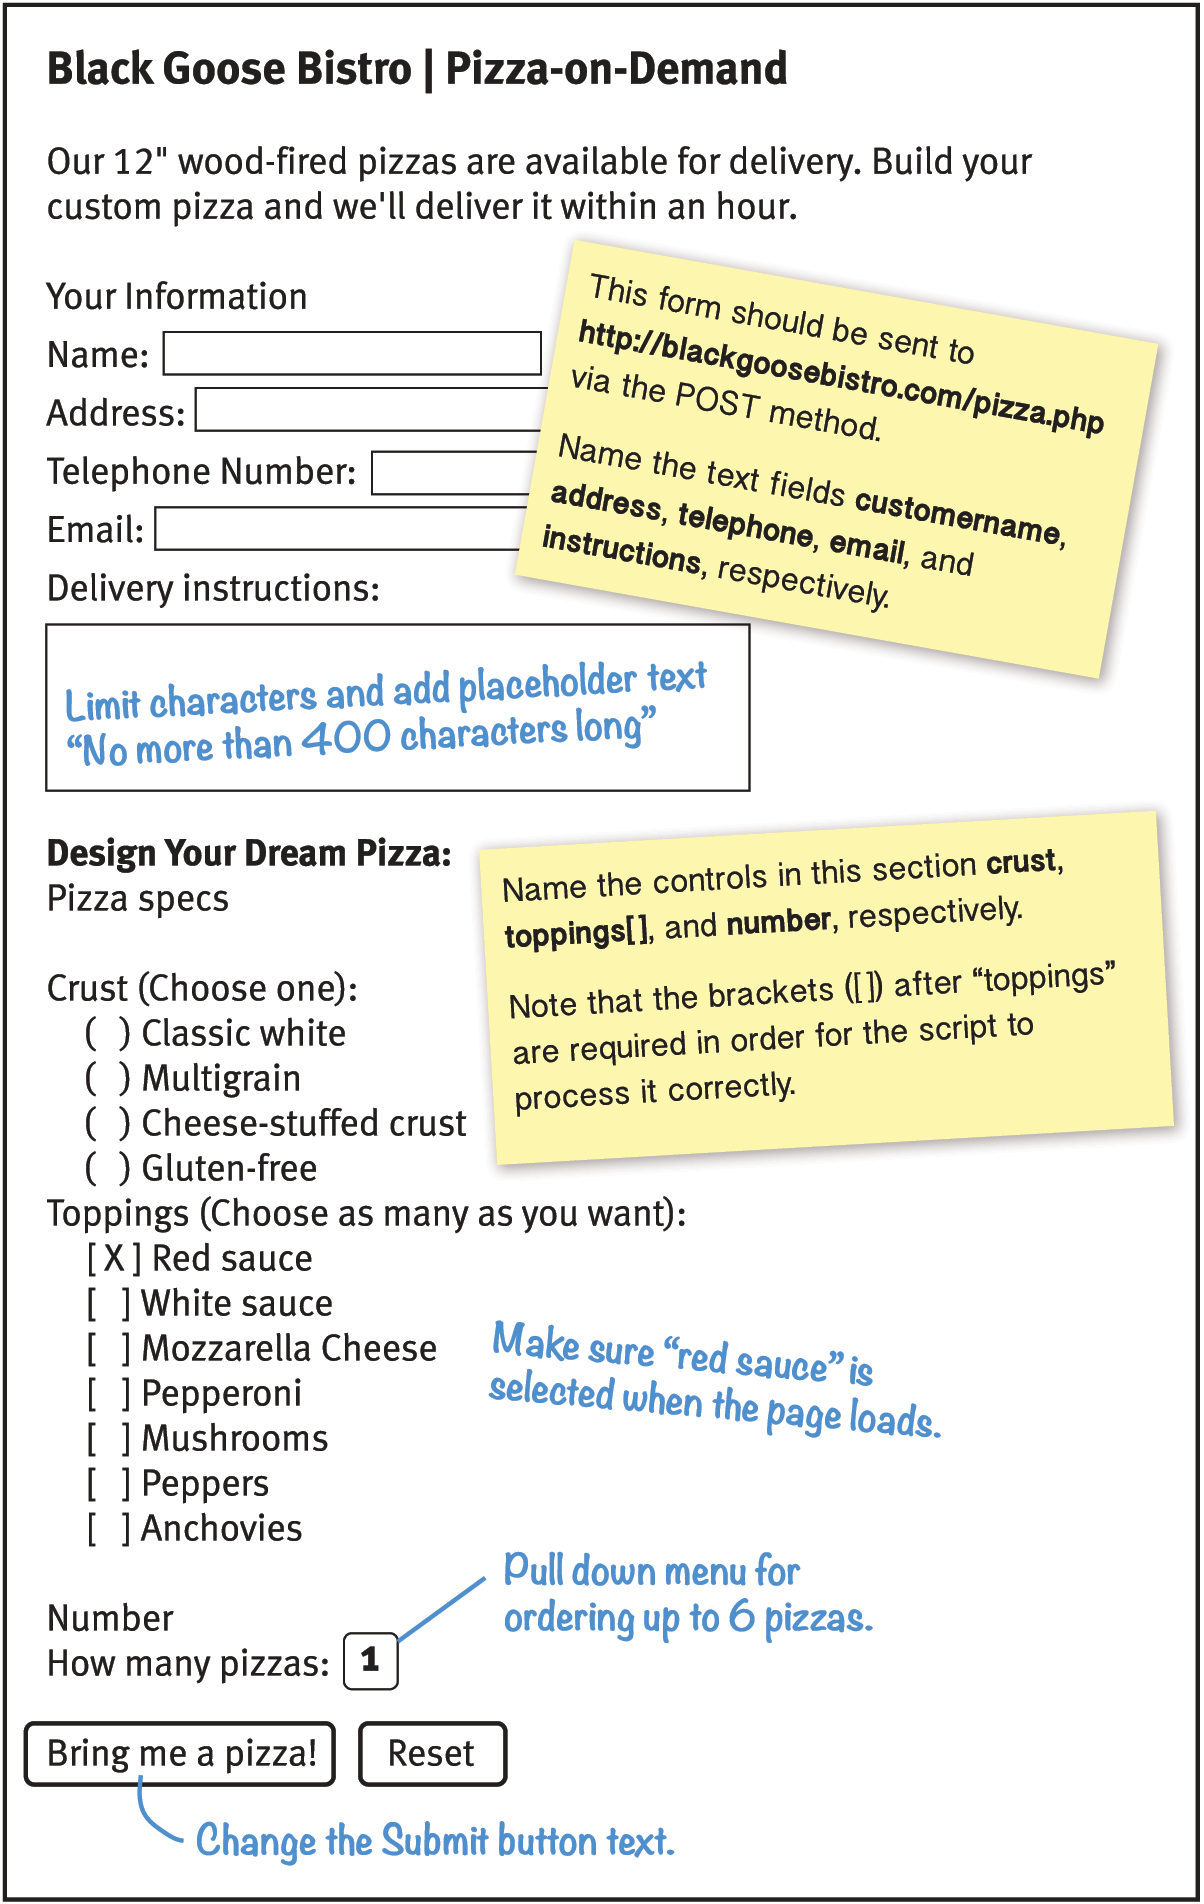 Black Goose Bistro | Pizza-on-Demand
Our 12" wood-fired pizzas are available for delivery. Build your
custom pizza and we'll deliver it within an hour.
Your Information
Name:
Address:
Telephone Number:
Email:
Delivery instructions:
This form should be sent to
http://blackgoosebistro.com/pizza.php
via the POST method.
Name the text fields customername,
address, telephone, email, and
instructions, respectively.
Limit characters and add placeholder text
“No more than 400 characters long”
Design Your Dream Pizza:
Pizza specs
Name the controls in this section crust,
toppings[ ], and number, respectively.
Note that the brackets ([ ]) after “toppings”
are required in order for the script to
process it correctly.
Crust (Choose one):
( ) Classic white
( ) Multigrain
( ) Cheese-stuffed crust
( ) Gluten-free
Toppings (Choose as many as you want):
[ X ] Red sauce
[ ] White sauce
[ ] Mozzarella Cheese
[ ] Pepperoni
[ ] Mushrooms
[ ] Peppers
[ ] Anchovies
Make sure “red sauce” is
selected when the page loads.
Pull down menu for
ordering up to 6 pizzas.
Number
How many pizzas: 1
Bring me a pizza! Reset
Change the Submit button text.